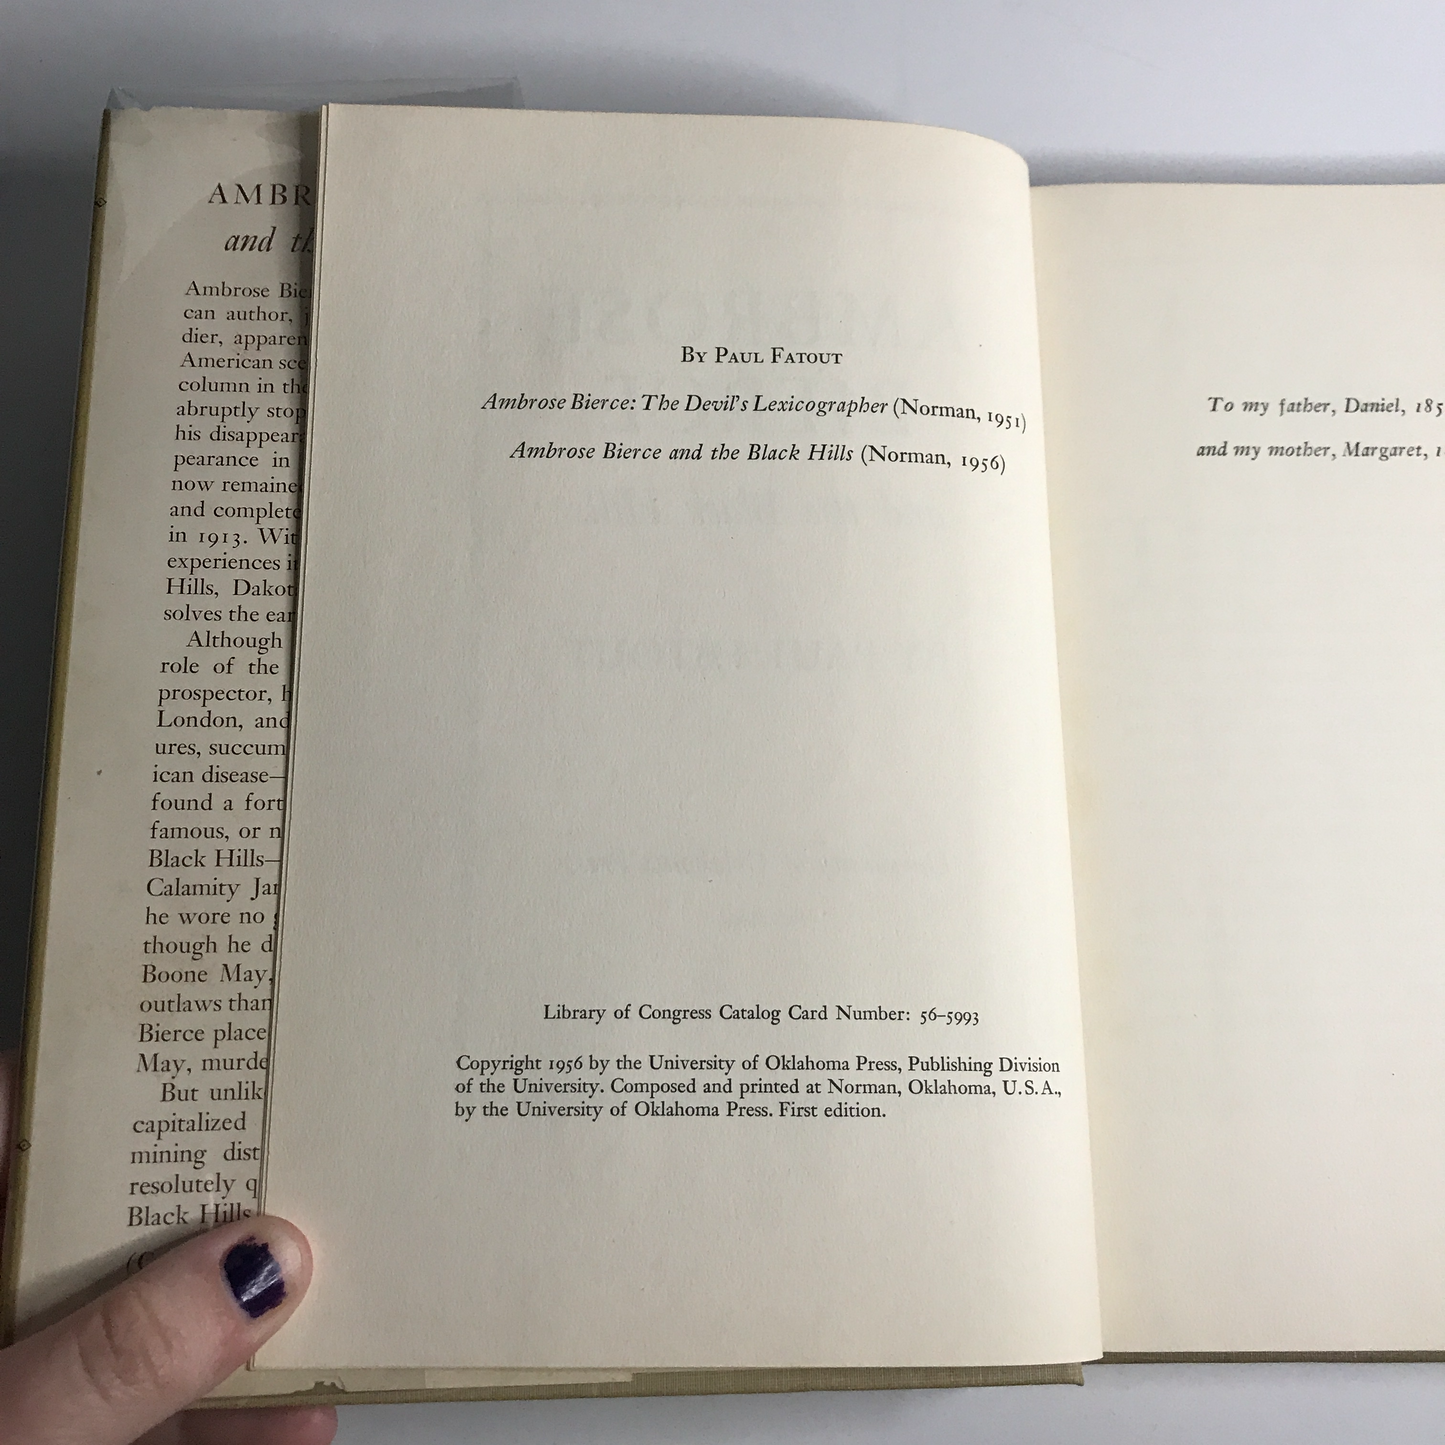 AMBR
and th
Ambrose Bie
can author,
dier, apparen
American sce
column in the
abruptly stop
his disappear
pearance in
now remaine
and complete
in 1913. Wit
experiences i
Hills, Dakot
solves the ear
Although
role of the
prospector, h
London, and
ures, succum
ican disease—
found a fort
famous, or n
Black Hills—
Calamity Jan
he wore no
though he d
Boone May,
outlaws than
Bierce place
May, murde
But unlik
capitalized
mining dist
resolutely q
Black Hills
By Paul Fatout
Ambrose Bierce: The Devil's Lexicographer (Norman, 1951)
Ambrose Bierce and the Black Hills (Norman, 1956)
Library of Congress Catalog Card Number: 56–5993
Copyright 1956 by the University of Oklahoma Press, Publishing Division
of the University. Composed and printed at Norman, Oklahoma, U.S.A.,
by the University of Oklahoma Press. First edition.
To my father, Daniel, 185
and my mother, Margaret, 1